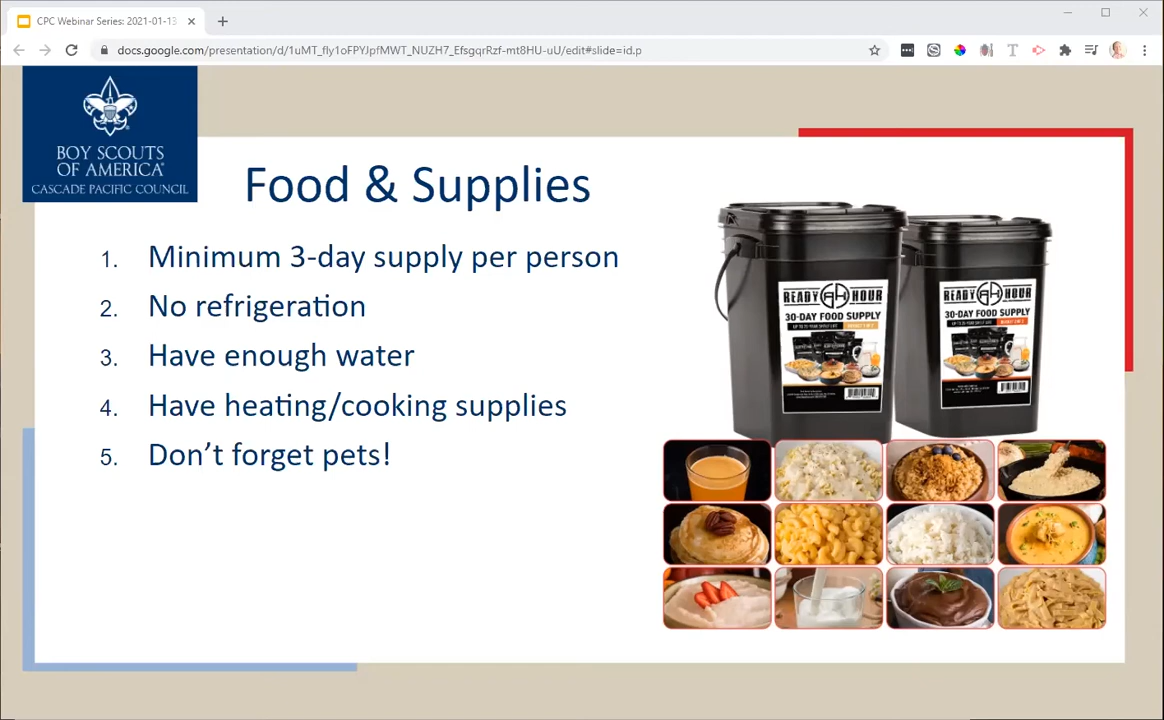 CPC Webinar Series: 2021-01-13
docs.google.com/presentation/d/1uMT_fly1oFPYJpfMWT_NUZH7_EfsgqrRzf-mt8HU-uU/edit#slide=id.p
BOY SCOUTS
OF AMERICA
CASCADE PACIFIC COUNCIL
Food & Supplies
1. Minimum 3-day supply per person
2. No refrigeration
3. Have enough water
4. Have heating/cooking supplies
5. Don't forget pets!
READY HOUR
30-DAY FOOD SUPPLY
READY HOUR
30-DAY FOOD SUPPLY